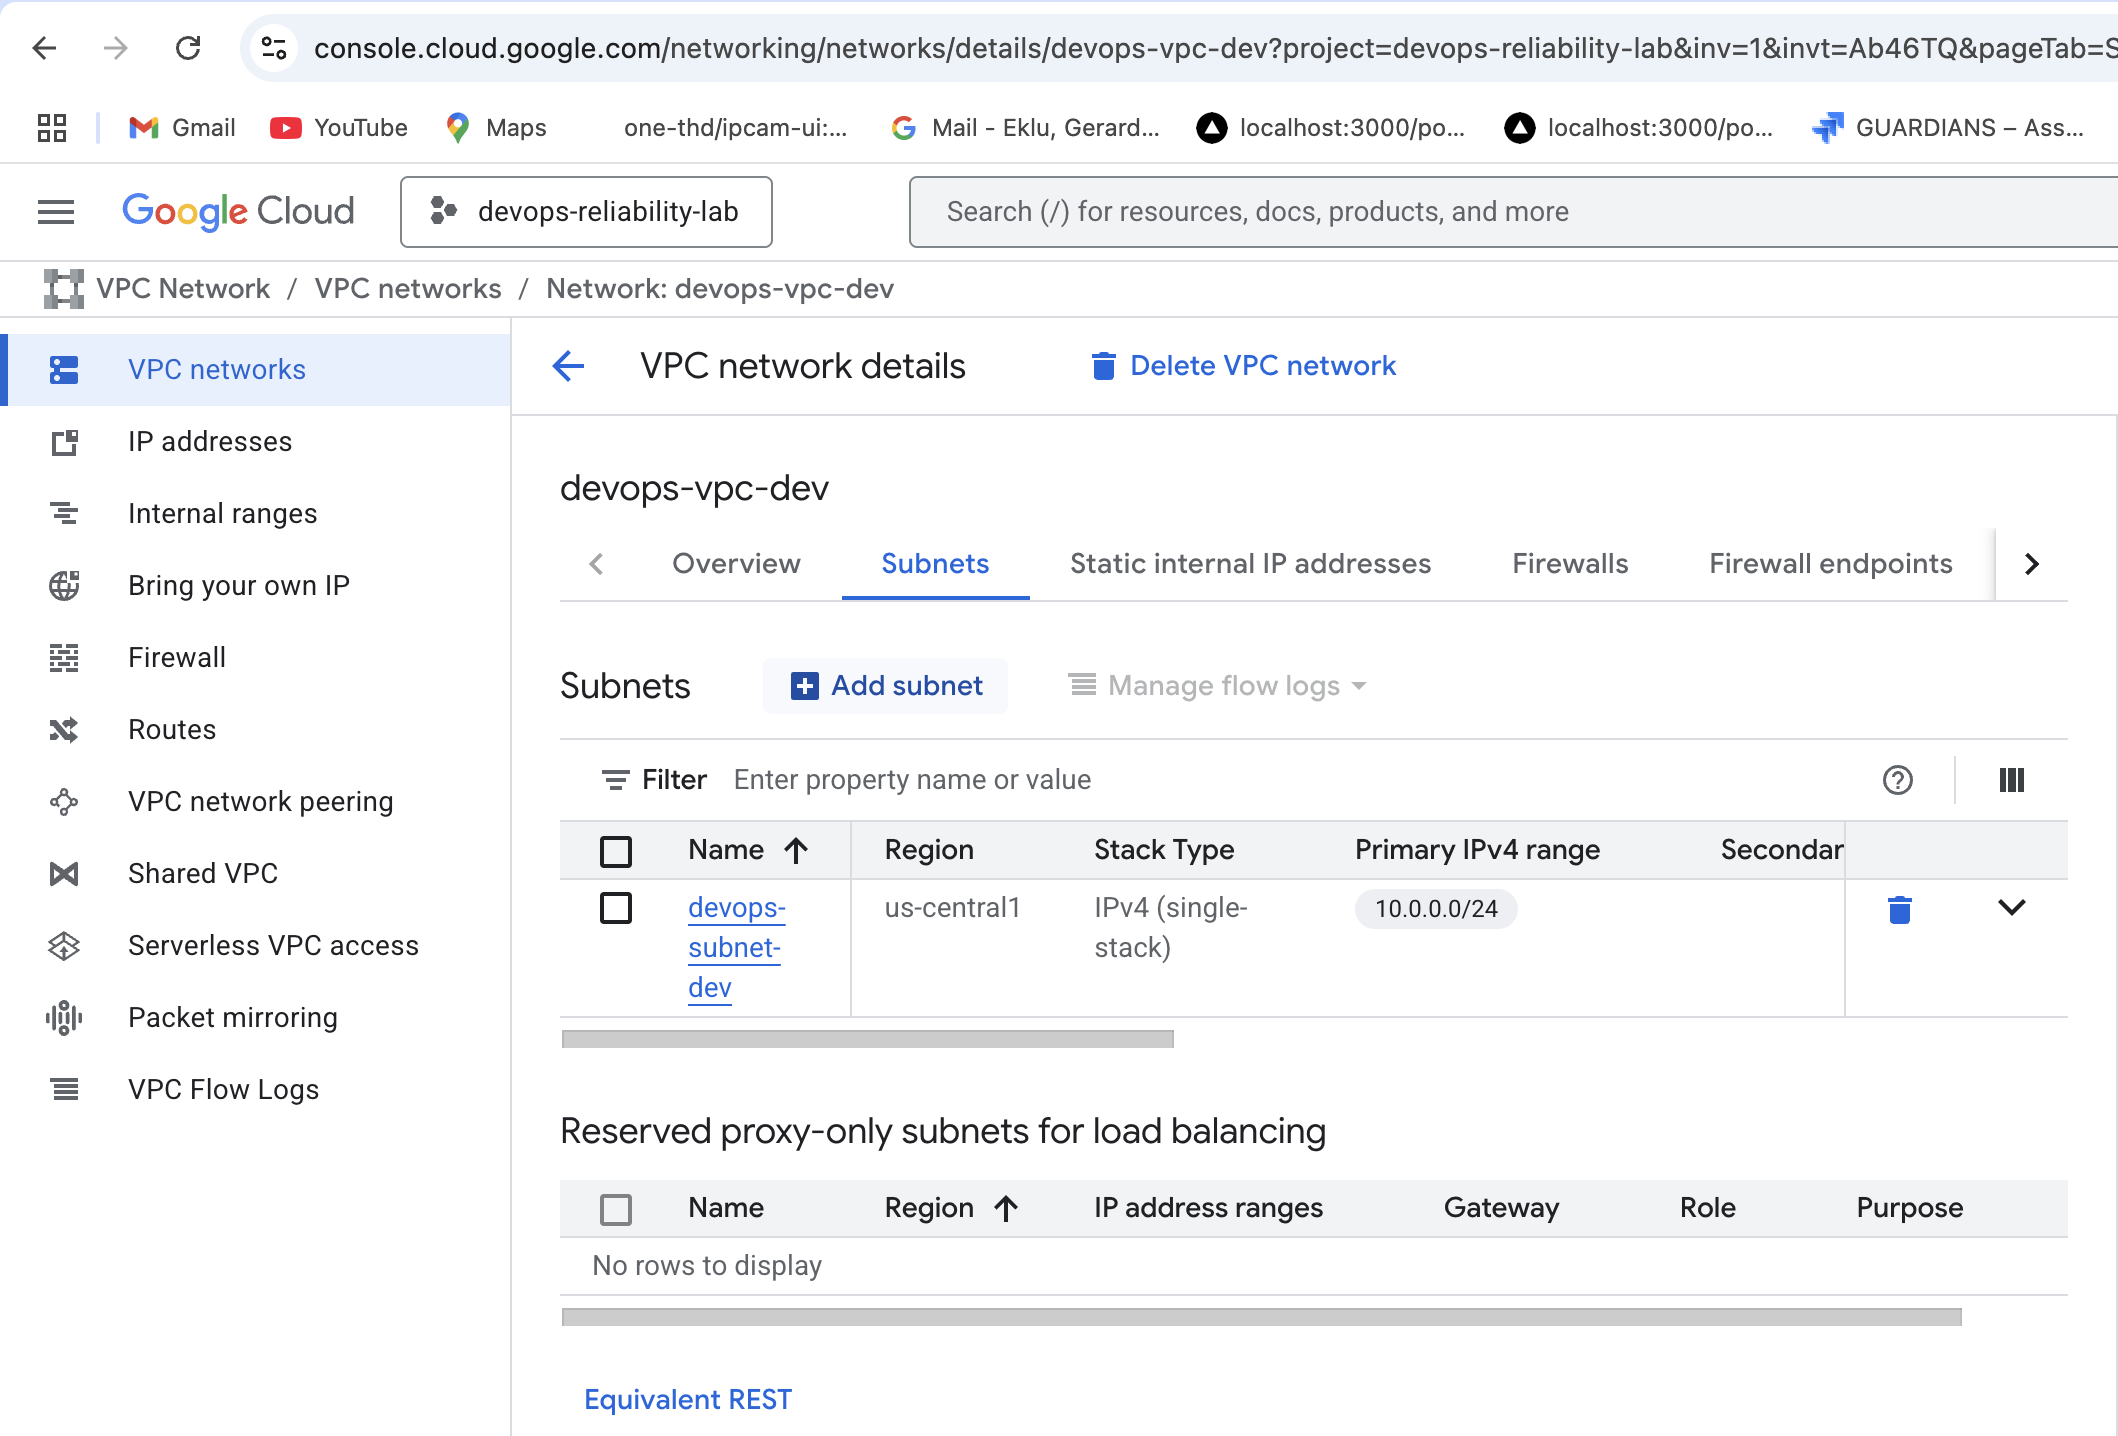 console.cloud.google.com/networking/networks/details/devops-vpc-dev?project=devops-reliability-lab&inv=1&invt=Ab46TQ&pageTab=S
Gmail YouTube Maps one-thd/ipcam-ui:... Mail - Eklu, Gerard... localhost:3000/po... localhost:3000/po... GUARDIANS – Ass...
Google Cloud devops-reliability-lab Search (/) for resources, docs, products, and more
VPC Network / VPC networks / Network: devops-vpc-dev
VPC networks
IP addresses
Internal ranges
Bring your own IP
Firewall
Routes
VPC network peering
Shared VPC
Serverless VPC access
Packet mirroring
VPC Flow Logs
VPC network details Delete VPC network
devops-vpc-dev
Overview Subnets Static internal IP addresses Firewalls Firewall endpoints
Subnets Add subnet Manage flow logs
Filter Enter property name or value
Name Region Stack Type Primary IPv4 range Secondar
devops- us-central1 IPv4 (single- 10.0.0.0/24
subnet- stack)
dev
Reserved proxy-only subnets for load balancing
Name Region IP address ranges Gateway Role Purpose
No rows to display
Equivalent REST